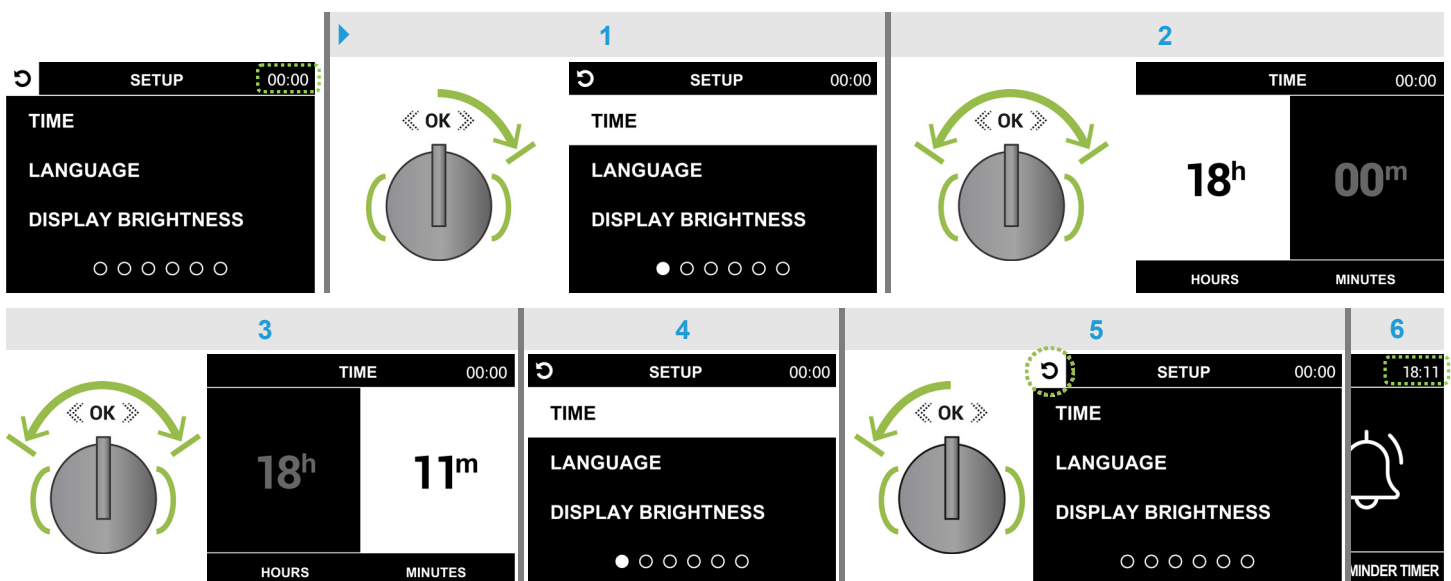 1
2
SETUP 00:00
TIME
LANGUAGE
DISPLAY BRIGHTNESS
OK
SETUP 00:00
TIME
LANGUAGE
DISPLAY BRIGHTNESS
OK
TIME 00:00
18h 00m
HOURS MINUTES
3
4
5
6
OK
TIME 00:00
18h 11m
HOURS MINUTES
SETUP 00:00
TIME
LANGUAGE
DISPLAY BRIGHTNESS
OK
SETUP 00:00
TIME
LANGUAGE
DISPLAY BRIGHTNESS
18:11
MINDER TIMER